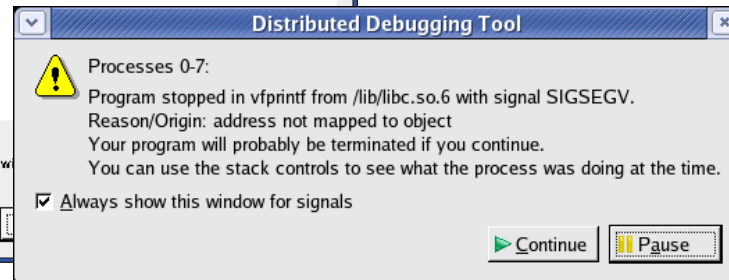 Distributed Debugging Tool
Processes 0-7:
Program stopped in vfprintf from /lib/libc.so.6 with signal SIGSEGV.
Reason/Origin: address not mapped to object
Your program will probably be terminated if you continue.
You can use the stack controls to see what the process was doing at the time.
Always show this window for signals
Continue
Pause